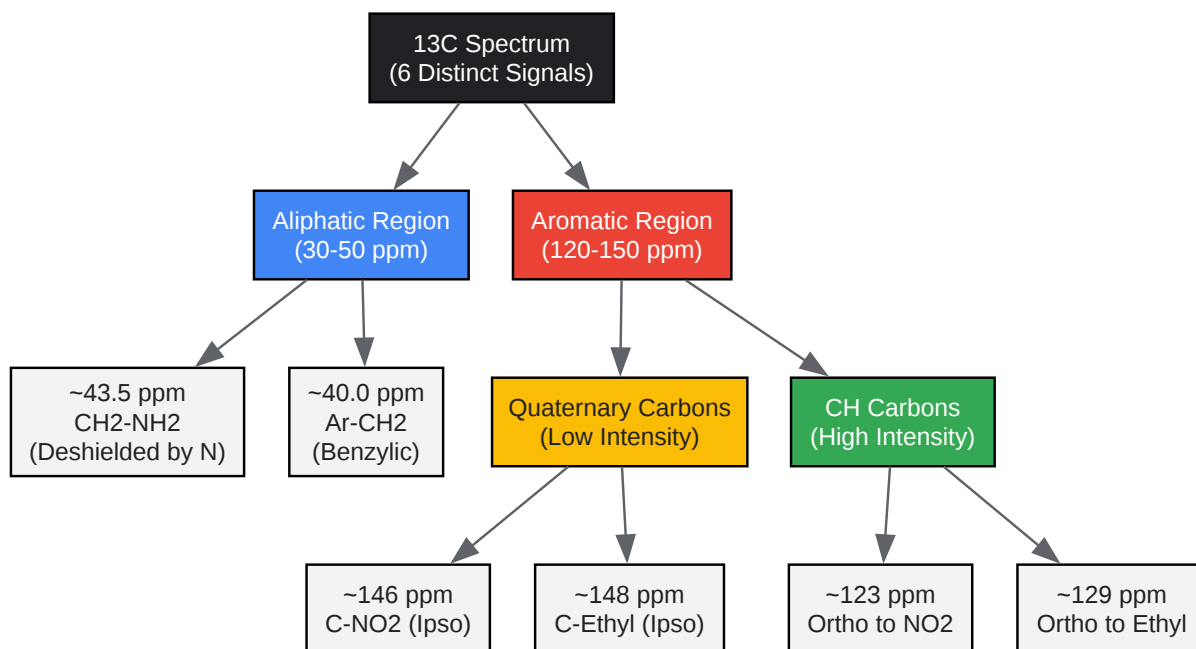 13C Spectrum
(6 Distinct Signals)
Aliphatic Region
(30-50 ppm)
Aromatic Region
(120-150 ppm)
~43.5 ppm
CH2-NH2
(Deshielded by N)
~40.0 ppm
Ar-CH2
(Benzylic)
Quaternary Carbons
(Low Intensity)
CH Carbons
(High Intensity)
~146 ppm
C-NO2 (Ipso)
~148 ppm
C-Ethyl (Ipso)
~123 ppm
Ortho to NO2
~129 ppm
Ortho to Ethyl